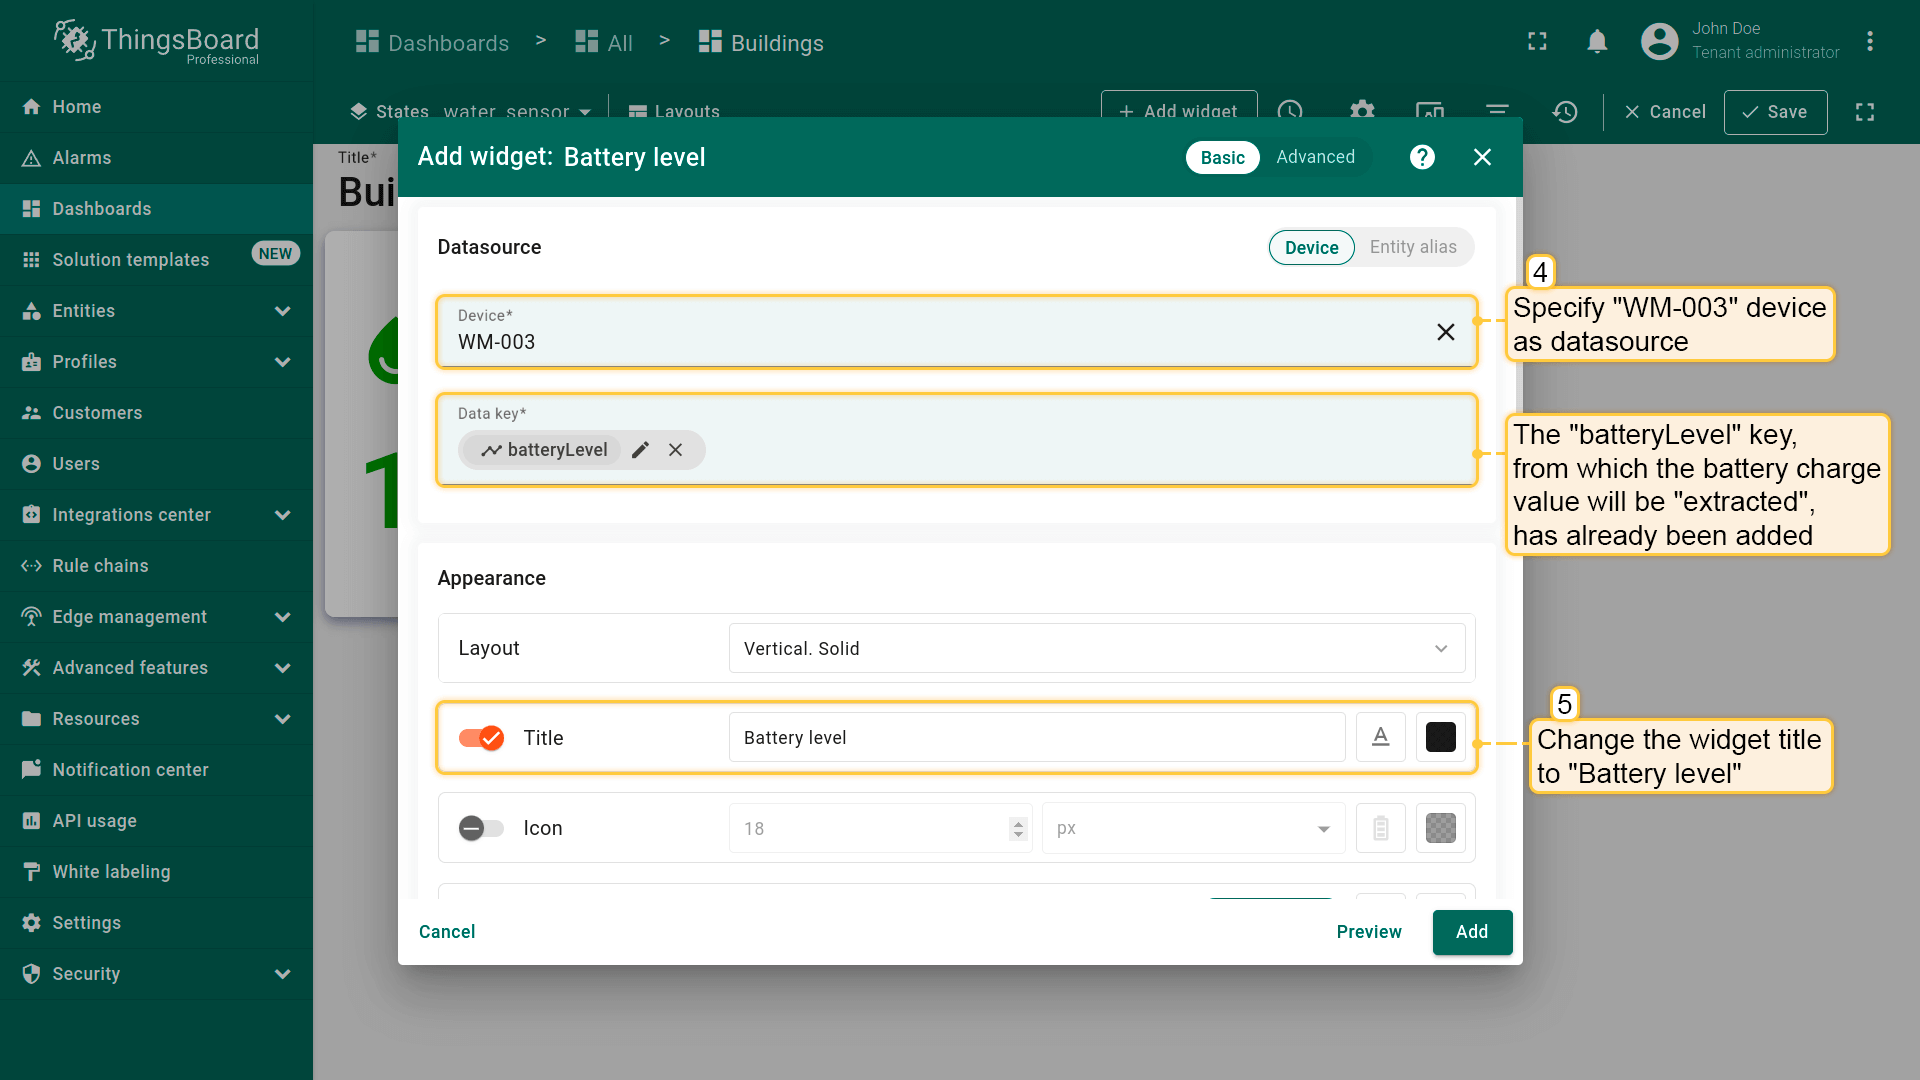 ThingsBoard
Professional
Dashboards > All > Buildings
John Doe
Tenant administrator
Home
Alarms
Dashboards
Solution templates NEW
Entities
Profiles
Customers
Users
Integrations center
Rule chains
Edge management
Advanced features
Resources
Notification center
API usage
White labeling
Settings
Security
States water_sensor Layouts
+ Add widget
Cancel Save
Title*
Bui
Add widget: Battery level
Basic Advanced
Datasource
Device Entity alias
Device*
WM-003
Data key*
batteryLevel
Appearance
Layout Vertical. Solid
Title Battery level
Icon 18 px
Cancel Preview Add
4
Specify "WM-003" device
as datasource
The "batteryLevel" key,
from which the battery charge
value will be "extracted",
has already been added
5
Change the widget title
to "Battery level"